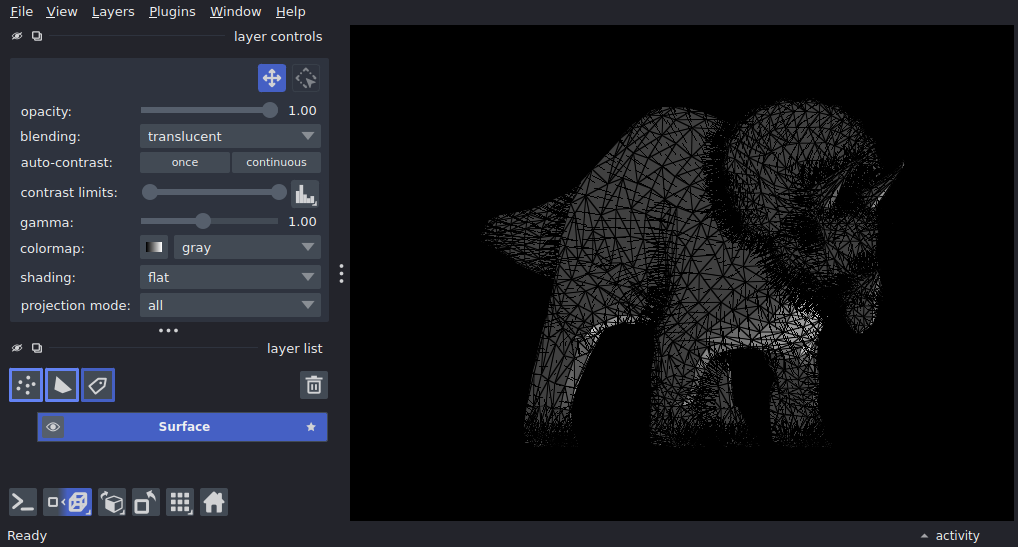 File View Layers Plugins Window Help
layer controls
opacity: 1.00
blending: translucent
auto-contrast: once continuous
contrast limits:
gamma: 1.00
colormap: gray
shading: flat
projection mode: all
layer list
Surface
Ready activity